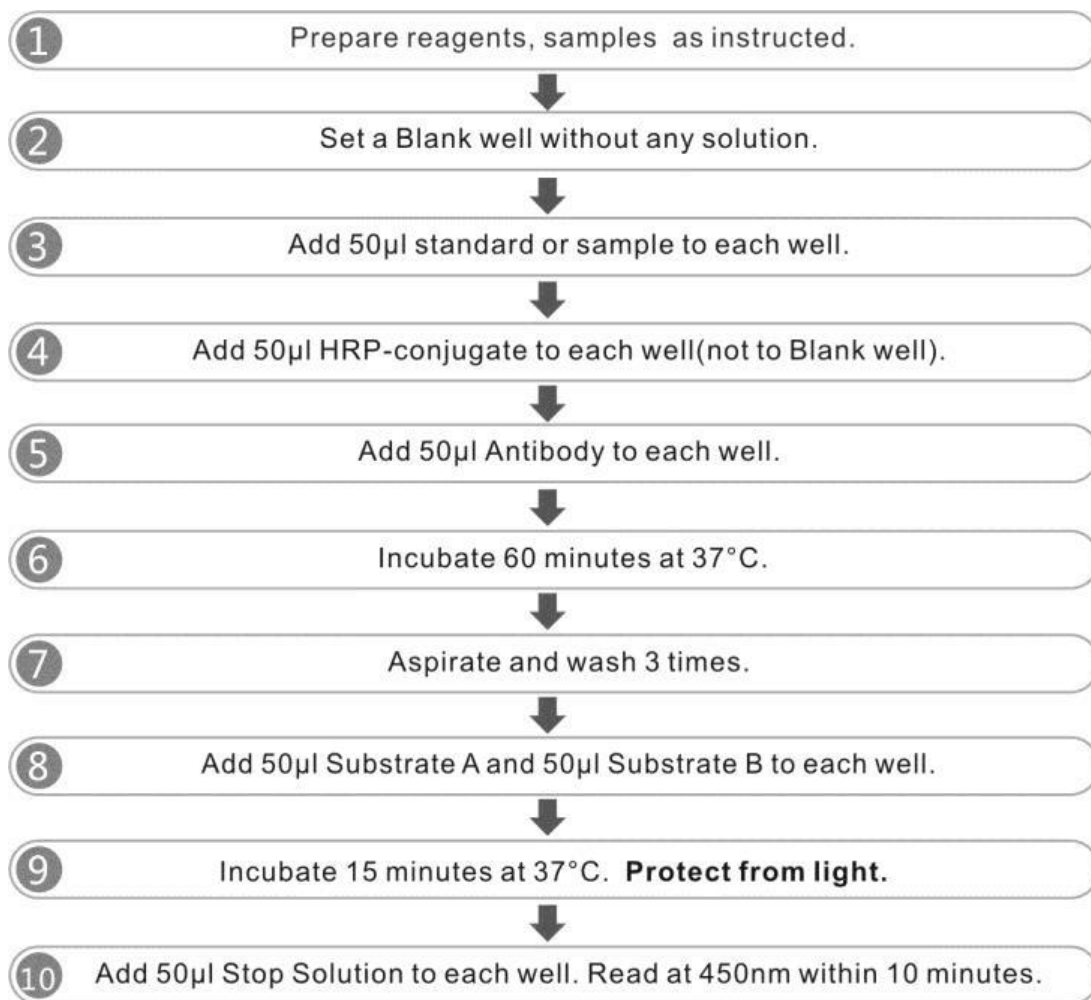 1 Prepare reagents, samples as instructed.
2 Set a Blank well without any solution.
3 Add 50µl standard or sample to each well.
4 Add 50µl HRP-conjugate to each well(not to Blank well).
5 Add 50µl Antibody to each well.
6 Incubate 60 minutes at 37°C.
7 Aspirate and wash 3 times.
8 Add 50µl Substrate A and 50µl Substrate B to each well.
9 Incubate 15 minutes at 37°C. Protect from light.
10 Add 50µl Stop Solution to each well. Read at 450nm within 10 minutes.